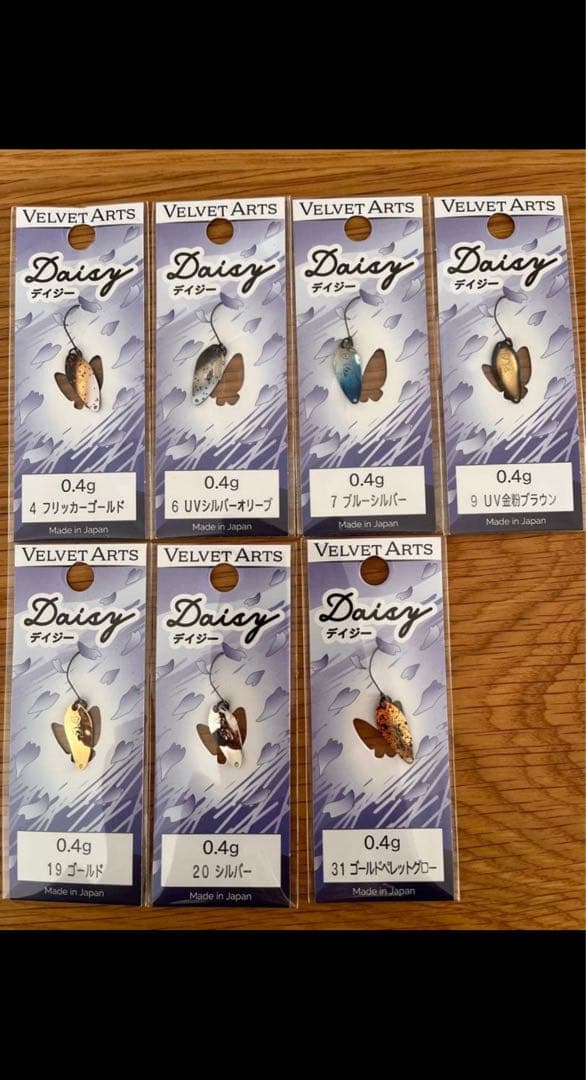 VELVET ARTS
Daisy
デイジー
0.4g
4 フリッカーゴールド
Made in Japan
VELVET ARTS
Daisy
デイジー
0.4g
6 UVシルバーオリーブ
Made in Japan
VELVET ARTS
Daisy
デイジー
0.4g
7 ブルーシルバー
Made in Japan
VELVET ARTS
Daisy
デイジー
0.4g
9 UV金粉ブラウン
Made in Japan
VELVET ARTS
Daisy
デイジー
0.4g
19 ゴールド
Made in Japan
VELVET ARTS
Daisy
デイジー
0.4g
20 シルバー
Made in Japan
VELVET ARTS
Daisy
デイジー
0.4g
31 ゴールドペレットグロー
Made in Japan